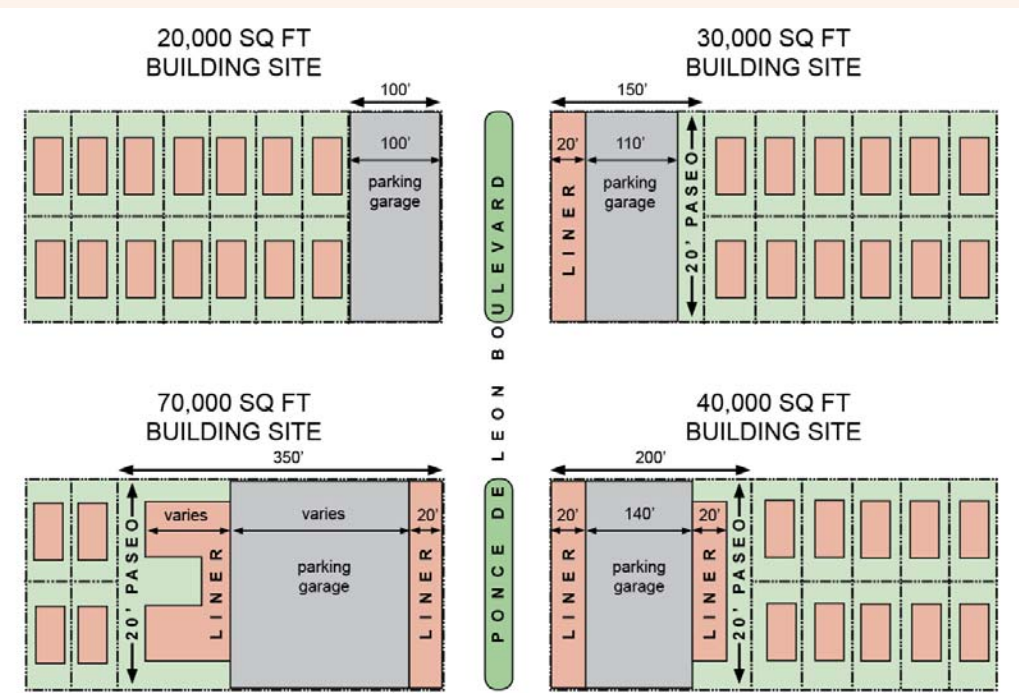 20,000 SQ FT
BUILDING SITE
100'
100'
parking
garage
30,000 SQ FT
BUILDING SITE
150'
20'
110'
LINER
parking
garage
20' PASEO
PONCE DE LEON BOULEVARD
70,000 SQ FT
BUILDING SITE
350'
20' PASEO
varies
LINER
varies
parking
garage
20'
LINER
40,000 SQ FT
BUILDING SITE
200'
20'
LINER
140'
parking
garage
20'
LINER
20' PASEO